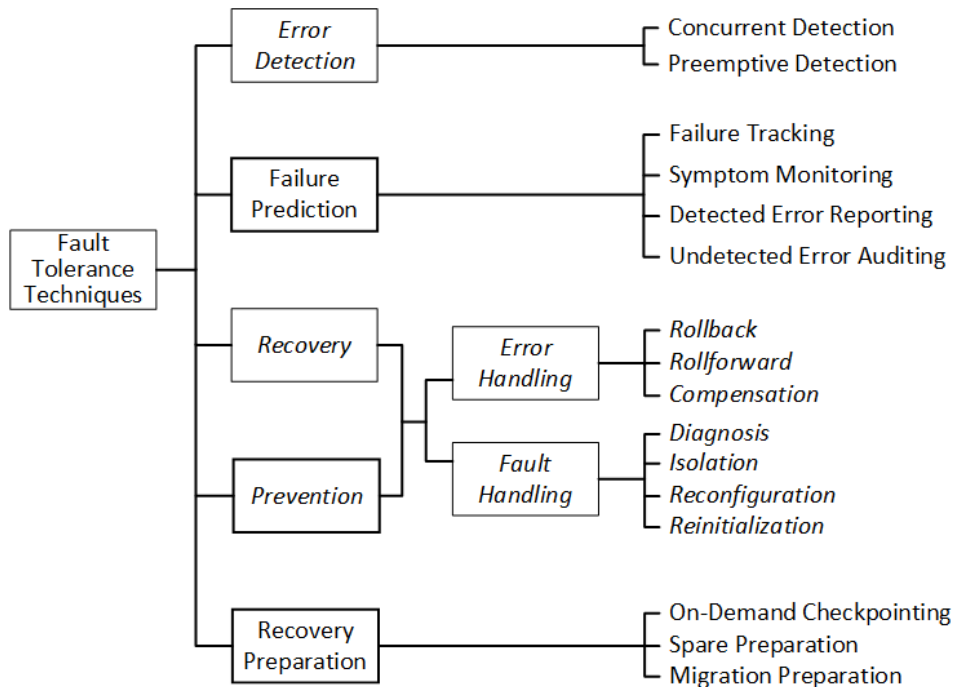 Error
Detection
Concurrent Detection
Preemptive Detection
Failure
Prediction
Failure Tracking
Symptom Monitoring
Detected Error Reporting
Undetected Error Auditing
Fault
Tolerance
Techniques
Recovery
Prevention
Error
Handling
Rollback
Rollforward
Compensation
Fault
Handling
Diagnosis
Isolation
Reconfiguration
Reinitialization
Recovery
Preparation
On-Demand Checkpointing
Spare Preparation
Migration Preparation